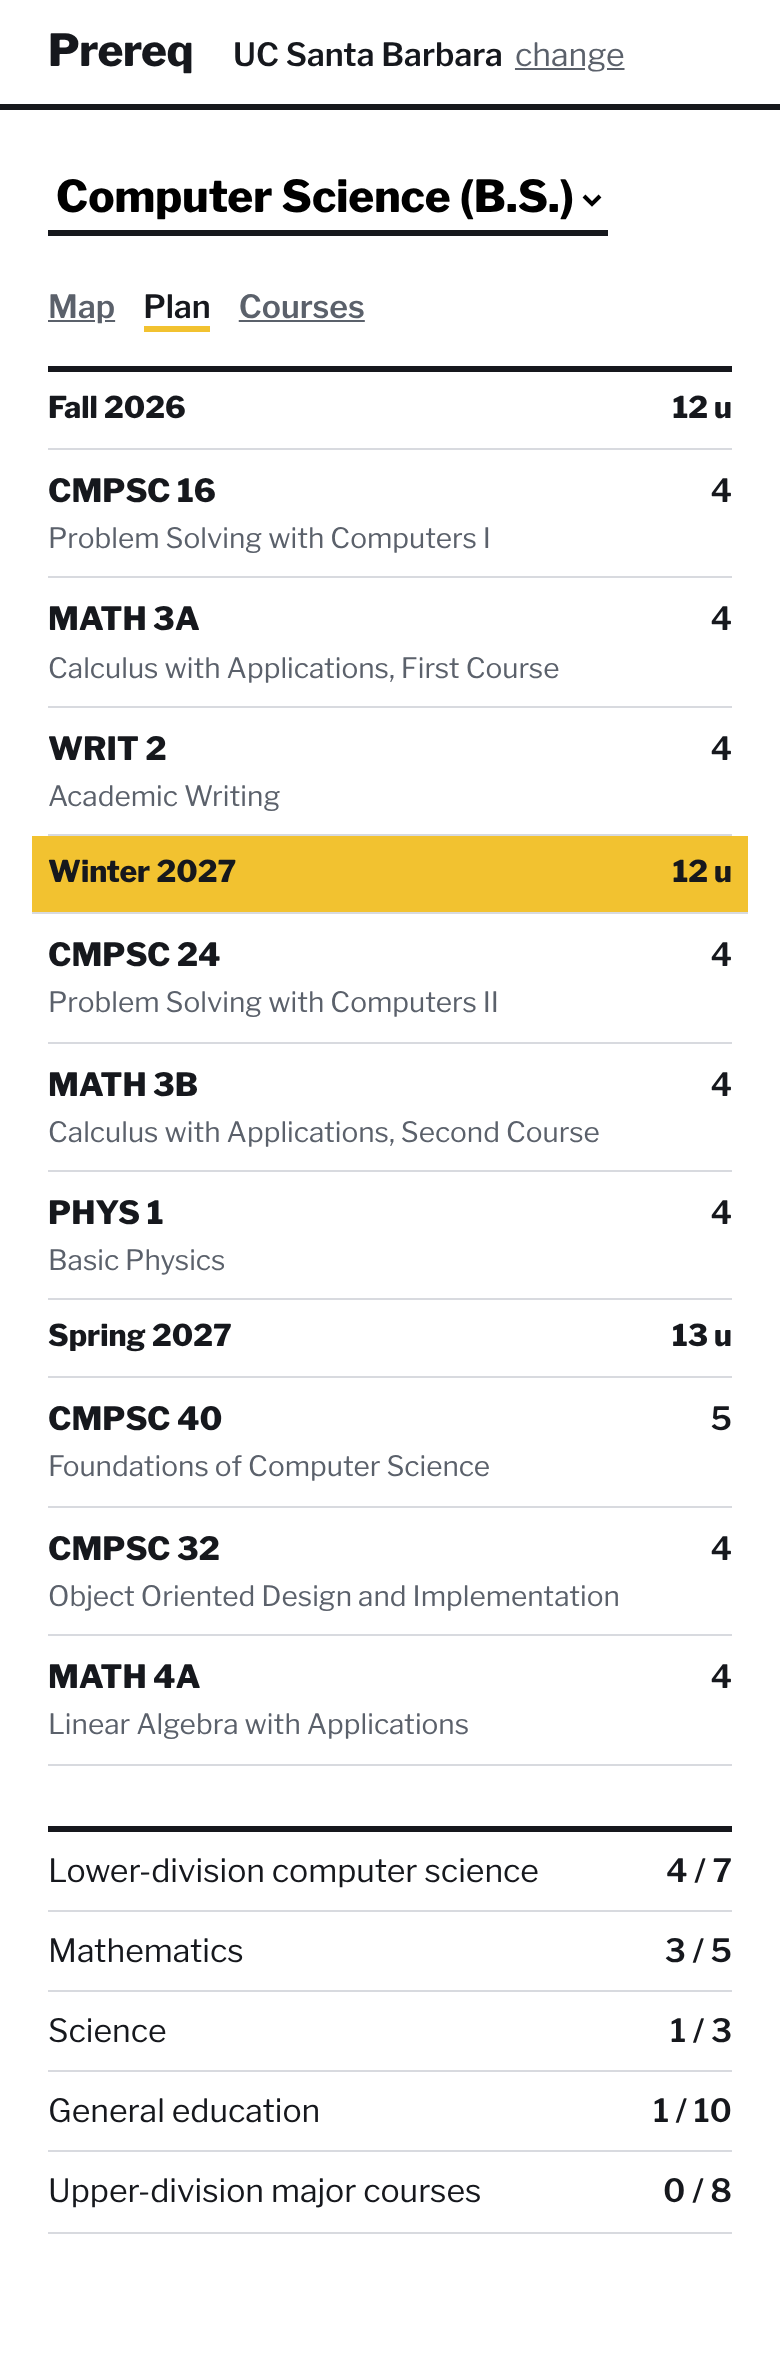 Prereq UC Santa Barbara change
Computer Science (B.S.)
Map Plan Courses
Fall 2026 12 u
CMPSC 16 4
Problem Solving with Computers I
MATH 3A 4
Calculus with Applications, First Course
WRIT 2 4
Academic Writing
Winter 2027 12 u
CMPSC 24 4
Problem Solving with Computers II
MATH 3B 4
Calculus with Applications, Second Course
PHYS 1 4
Basic Physics
Spring 2027 13 u
CMPSC 40 5
Foundations of Computer Science
CMPSC 32 4
Object Oriented Design and Implementation
MATH 4A 4
Linear Algebra with Applications
Lower-division computer science 4 / 7
Mathematics 3 / 5
Science 1 / 3
General education 1 / 10
Upper-division major courses 0 / 8